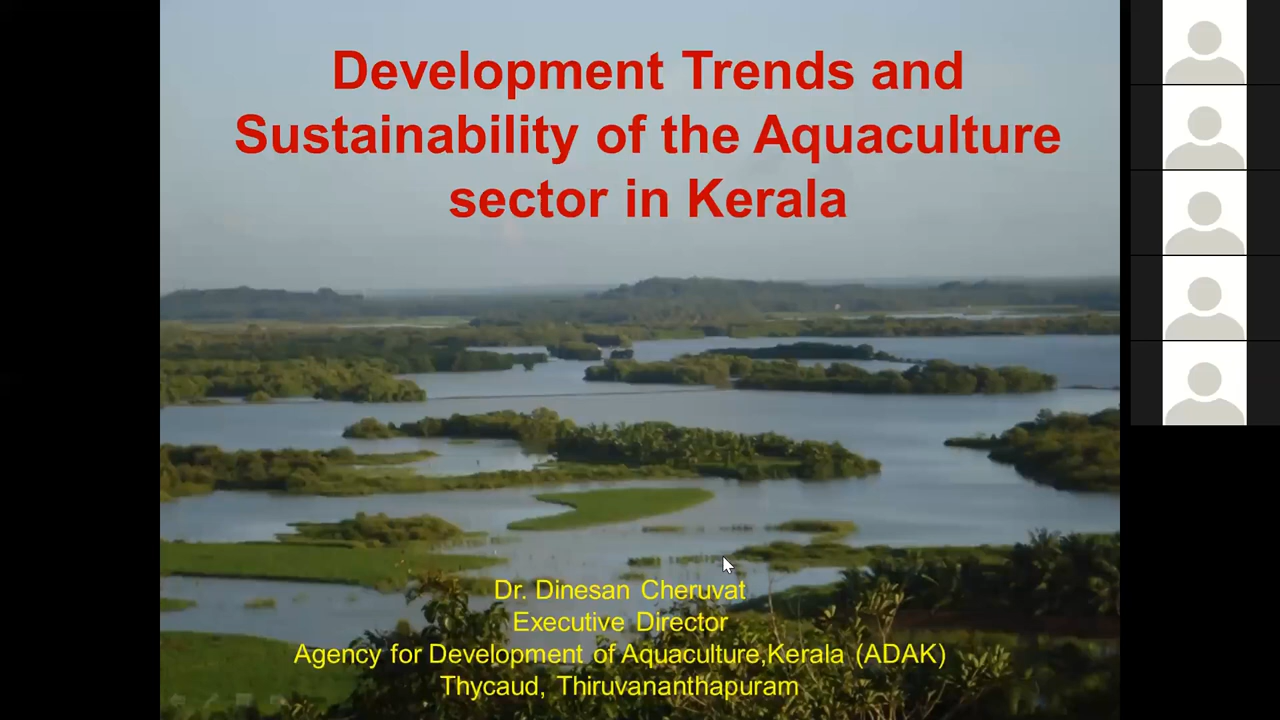 Development Trends and
Sustainability of the Aquaculture
sector in Kerala
Dr. Dinesan Cheruvat
Executive Director
Agency for Development of Aquaculture,Kerala (ADAK)
Thycaud, Thiruvananthapuram